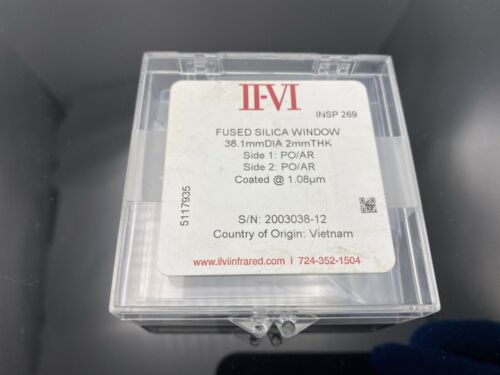 II-VI
INSP 269
FUSED SILICA WINDOW
38.1mmDIA 2mmTHK
Side 1: PO/AR
Side 2: PO/AR
Coated @ 1.08µm
5117935
S/N: 2003038-12
Country of Origin: Vietnam
www.iiviinfrared.com | 724-352-1504